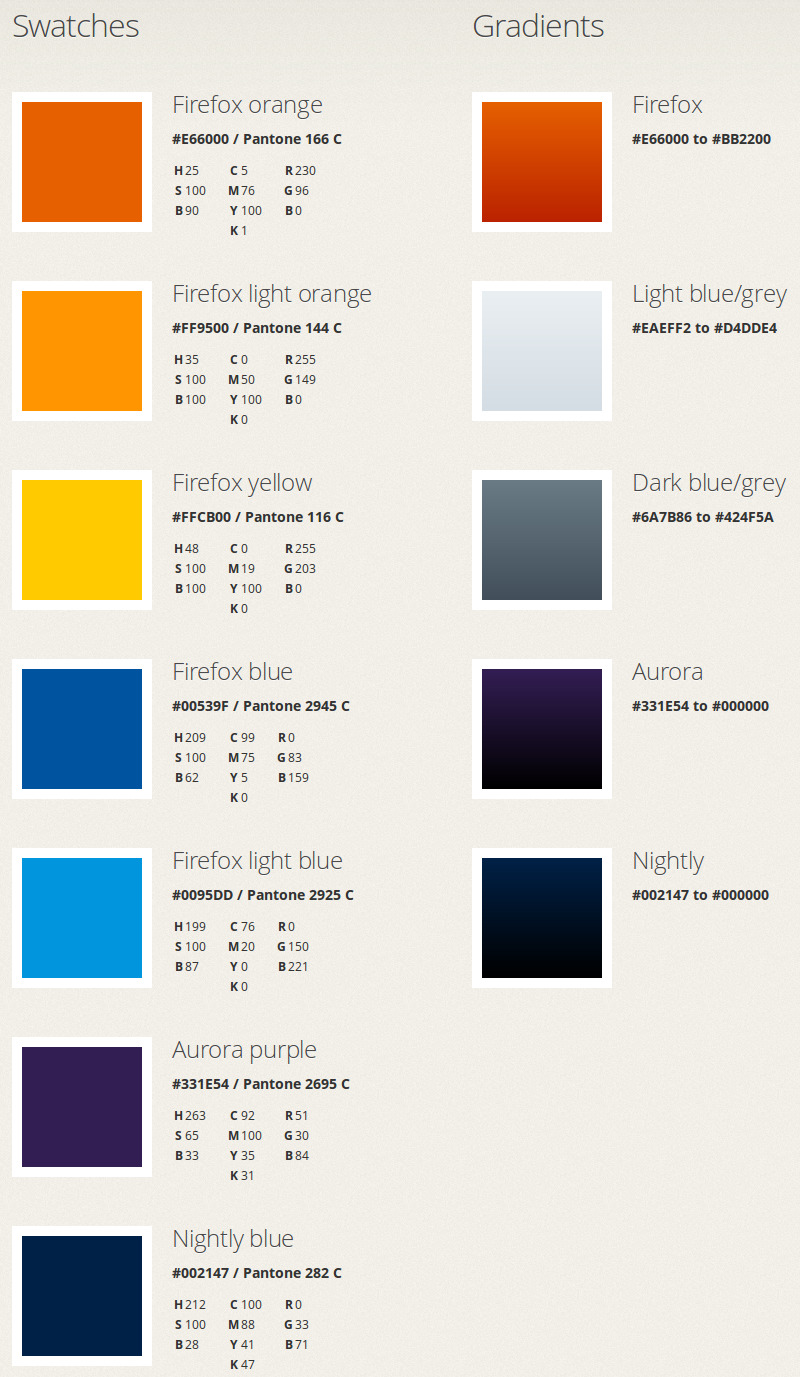 Swatches
Firefox orange
#E66000 / Pantone 166 C
H 25 C 5 R 230
S 100 M 76 G 96
B 90 Y 100 B 0
K 1
Firefox light orange
#FF9500 / Pantone 144 C
H 35 C 0 R 255
S 100 M 50 G 149
B 100 Y 100 B 0
K 0
Firefox yellow
#FFCB00 / Pantone 116 C
H 48 C 0 R 255
S 100 M 19 G 203
B 100 Y 100 B 0
K 0
Firefox blue
#00539F / Pantone 2945 C
H 209 C 99 R 0
S 100 M 75 G 83
B 62 Y 5 B 159
K 0
Firefox light blue
#0095DD / Pantone 2925 C
H 199 C 76 R 0
S 100 M 20 G 150
B 87 Y 0 B 221
K 0
Aurora purple
#331E54 / Pantone 2695 C
H 263 C 92 R 51
S 65 M 100 G 30
B 33 Y 35 B 84
K 31
Nightly blue
#002147 / Pantone 282 C
H 212 C 100 R 0
S 100 M 88 G 33
B 28 Y 41 B 71
K 47
Gradients
Firefox
#E66000 to #BB2200
Light blue/grey
#EAEFF2 to #D4DDE4
Dark blue/grey
#6A7B86 to #424F5A
Aurora
#331E54 to #000000
Nightly
#002147 to #000000